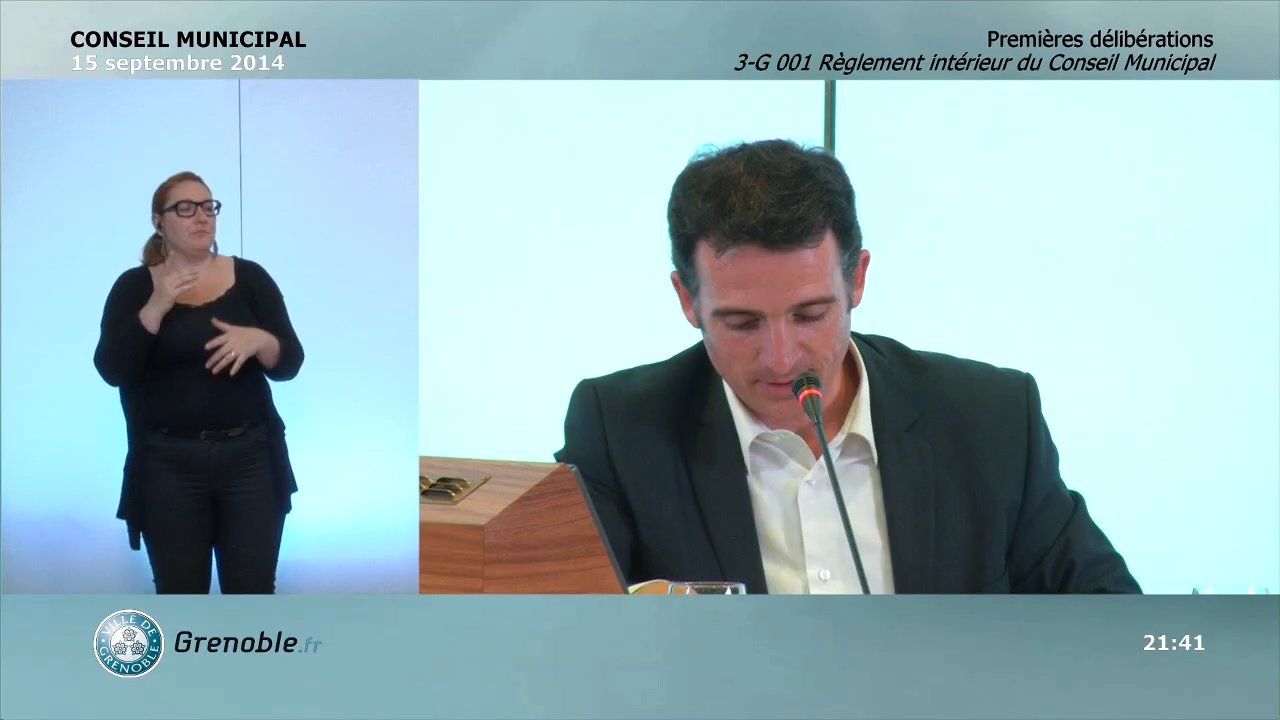 CONSEIL MUNICIPAL
15 septembre 2014
Premières délibérations
3-G 001 Règlement intérieur du Conseil Municipal
VILLE DE
GRENOBLE
Grenoble.fr
21:41